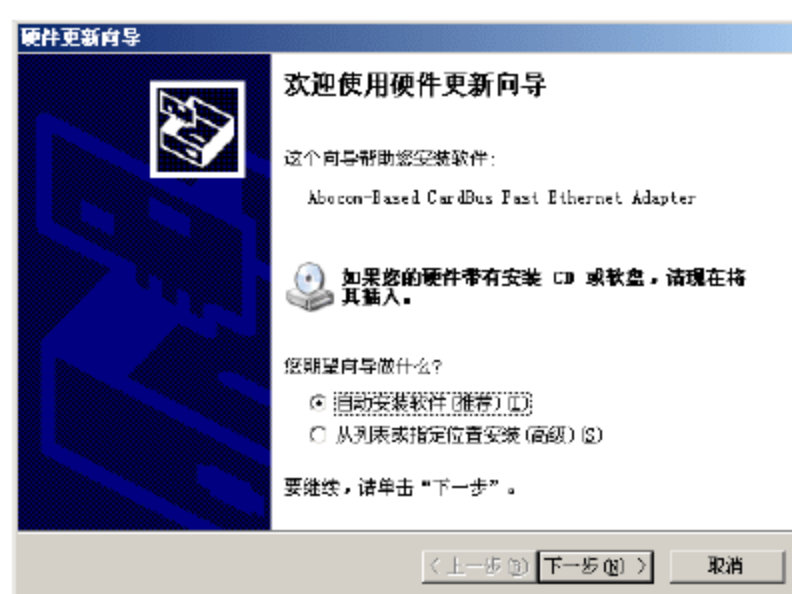 硬件更新向导
欢迎使用硬件更新向导
这个向导帮助您安装软件:
Abocom-Based CardBus Fast Ethernet Adapter
如果您的硬件带有安装 CD 或软盘，请现在将
其插入。
您期望向导做什么?
自动安装软件(推荐)(I)
从列表或指定位置安装(高级)(S)
要继续，请单击“下一步”。
<上一步(B) 下一步(N) > 取消